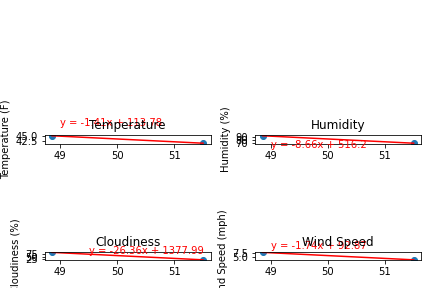 y = -1.41x + 113.78
Temperature
Humidity
Temperature (F)
45.0
42.5
49 50 51
Humidity (%)
90
70
y = -8.66x + 516.2
49 50 51
Cloudiness
Wind Speed
Cloudiness (%)
75
25
y = -26.36x + 1377.99
49 50 51
nd Speed (mph)
7.5
5.0
y = -1.74x + 92.87
49 50 51